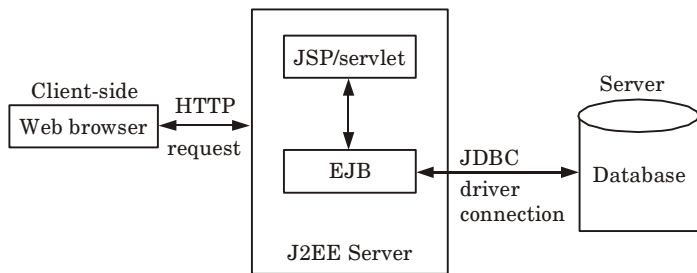 Client-side
Web browser
HTTP
request
JSP/servlet
EJB
J2EE Server
JDBC
driver
connection
Server
Database